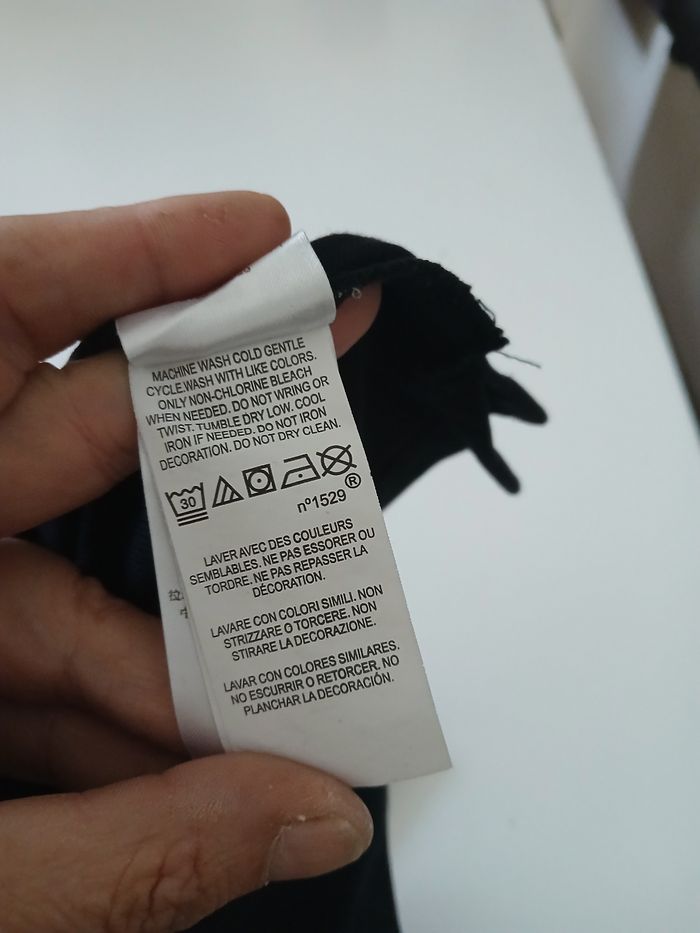 MACHINE WASH COLD GENTLE
CYCLE.WASH WITH LIKE COLORS.
ONLY NON-CHLORINE BLEACH
WHEN NEEDED. DO NOT WRING OR
TWIST. TUMBLE DRY LOW. COOL
IRON IF NEEDED. DO NOT IRON
DECORATION. DO NOT DRY CLEAN.
30
®
nº1529
LAVER AVEC DES COULEURS
SEMBLABLES. NE PAS ESSORER OU
TORDRE. NE PAS REPASSER LA
DÉCORATION.
LAVARE CON COLORI SIMILI. NON
STRIZZARE O TORCERE. NON
STIRARE LA DECORAZIONE.
LAVAR CON COLORES SIMILARES.
NO ESCURRIR O RETORCER. NO
PLANCHAR LA DECORACIÓN.